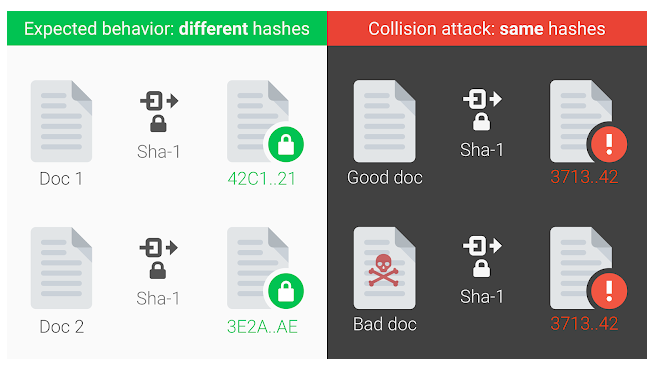 Expected behavior: different hashes
Sha-1
Doc 1
42C1..21
Sha-1
Doc 2
3E2A..AE
Collision attack: same hashes
Sha-1
Good doc
3713..42
Sha-1
Bad doc
3713..42